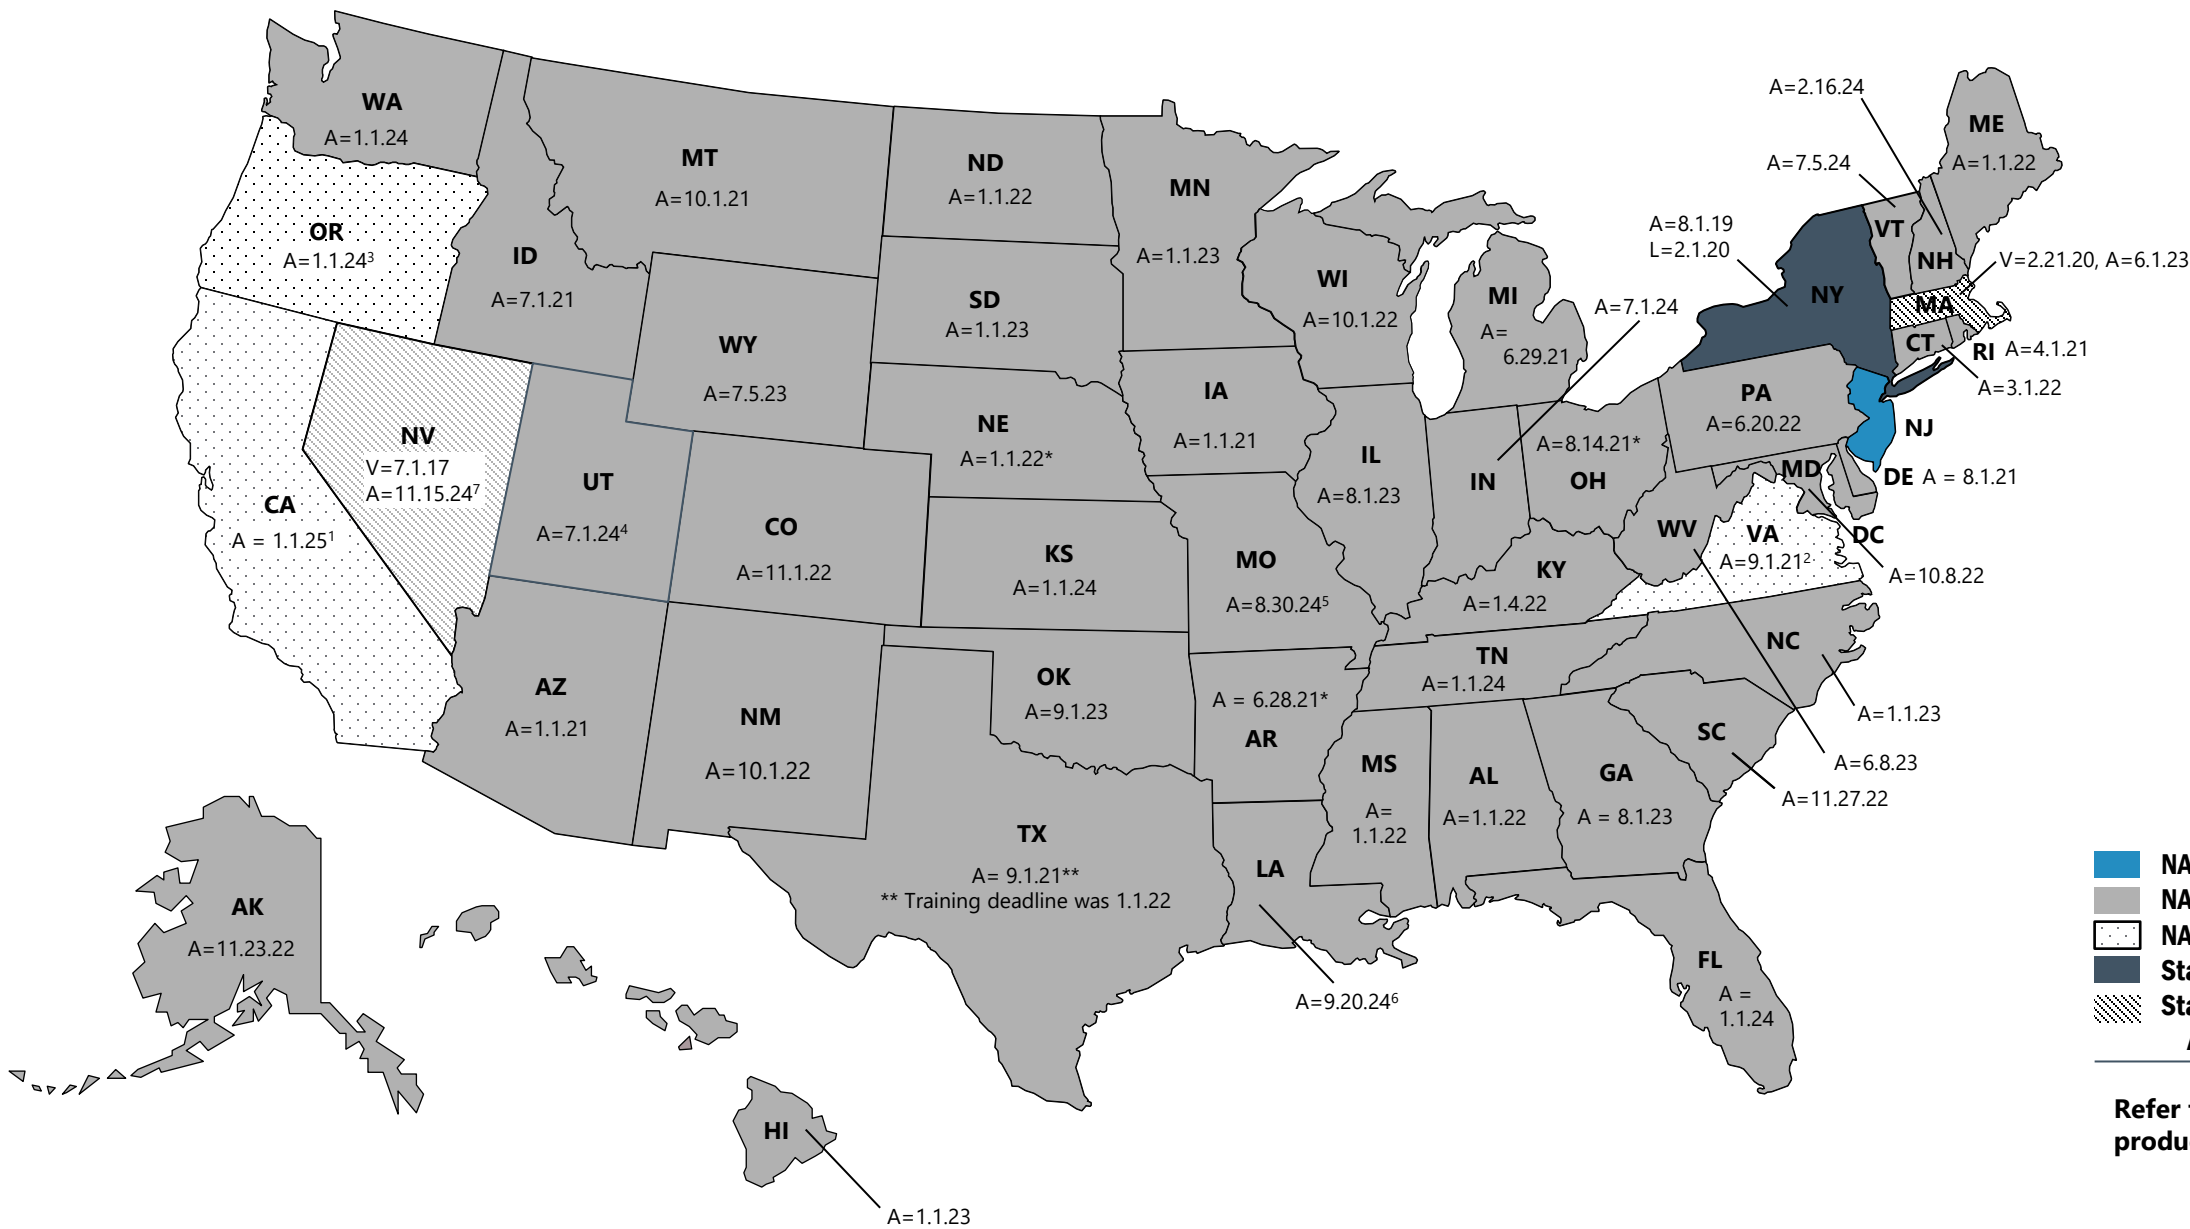 WA
A=1.1.24
OR
A=1.1.24³
CA
A = 1.1.25¹
NV
V=7.1.17
A=11.15.24⁷
ID
A=7.1.21
MT
A=10.1.21
WY
A=7.5.23
UT
A=7.1.24⁴
CO
A=11.1.22
AZ
A=1.1.21
NM
A=10.1.22
ND
A=1.1.22
SD
A=1.1.23
NE
A=1.1.22*
KS
A=1.1.24
OK
A=9.1.23
TX
A= 9.1.21**
** Training deadline was 1.1.22
MN
A=1.1.23
IA
A=1.1.21
MO
A=8.30.24⁵
A = 6.28.21*
AR
LA
A=9.20.24⁶
WI
A=10.1.22
IL
A=8.1.23
MI
A=
6.29.21
IN
A=7.1.24
A=8.14.21*
OH
KY
A=1.4.22
TN
A=1.1.24
MS
A=
1.1.22
AL
A=1.1.22
GA
A = 8.1.23
FL
A =
1.1.24
SC
A=11.27.22
NC
A=1.1.23
WV
A=6.8.23
VA
A=9.1.21²
MD
A=10.8.22
DC
DE A = 8.1.21
NJ
PA
A=6.20.22
NY
A=8.1.19
L=2.1.20
VT
A=7.5.24
NH
A=2.16.24
ME
A=1.1.22
MA
V=2.21.20, A=6.1.23
CT
A=3.1.22
RI A=4.1.21
AK
A=11.23.22
HI
A=1.1.23
NA
NA
NA
Sta
Sta
Refer
produ